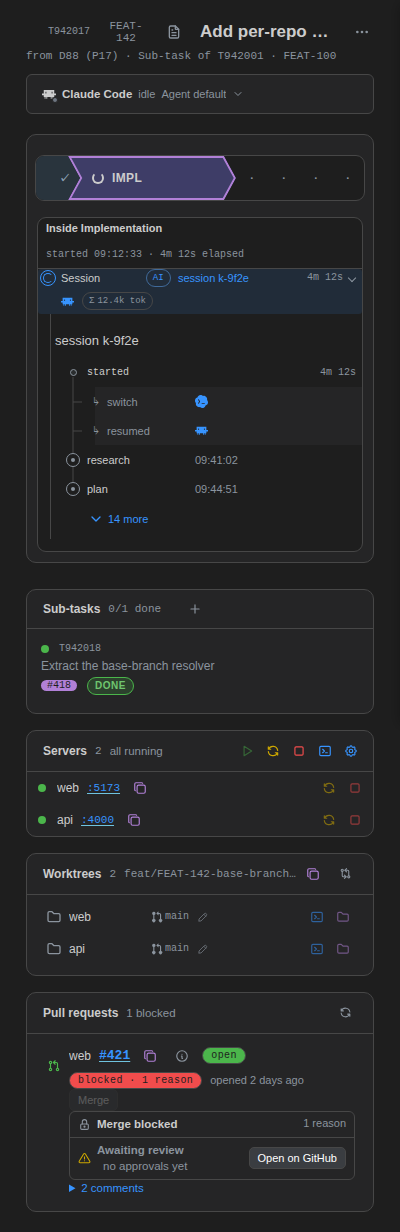 T942017 FEAT-142 Add per-repo …
from D88 (P17) · Sub-task of T942001 · FEAT-100
Claude Code idle Agent default
✓ IMPL
Inside Implementation
started 09:12:33 · 4m 12s elapsed
Session AI session k-9f2e 4m 12s
Σ 12.4k tok
session k-9f2e
started 4m 12s
↳ switch
↳ resumed
research 09:41:02
plan 09:44:51
14 more
Sub-tasks 0/1 done
T942018
Extract the base-branch resolver
#418 DONE
Servers 2 all running
web :5173
api :4000
Worktrees 2 feat/FEAT-142-base-branch…
web main
api main
Pull requests 1 blocked
web #421 open
blocked · 1 reason opened 2 days ago
Merge
Merge blocked 1 reason
Awaiting review
no approvals yet
Open on GitHub
▶ 2 comments